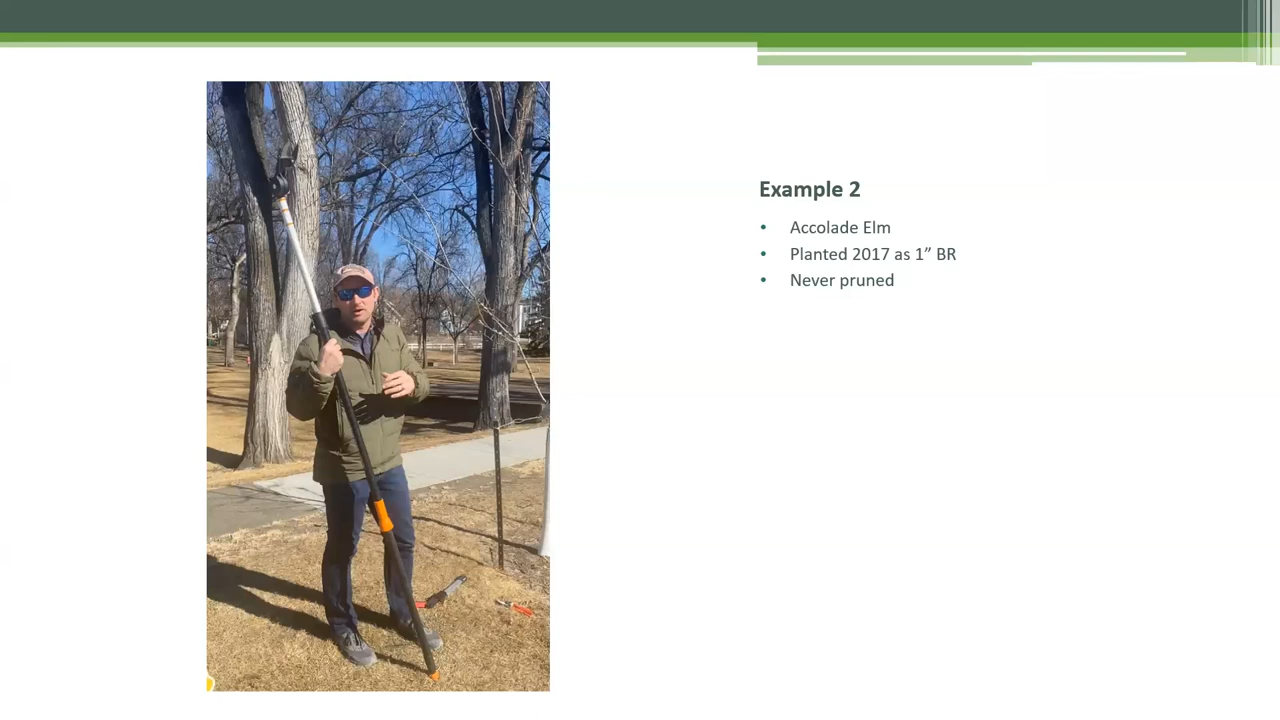 Example 2
• Accolade Elm
• Planted 2017 as 1” BR
• Never pruned